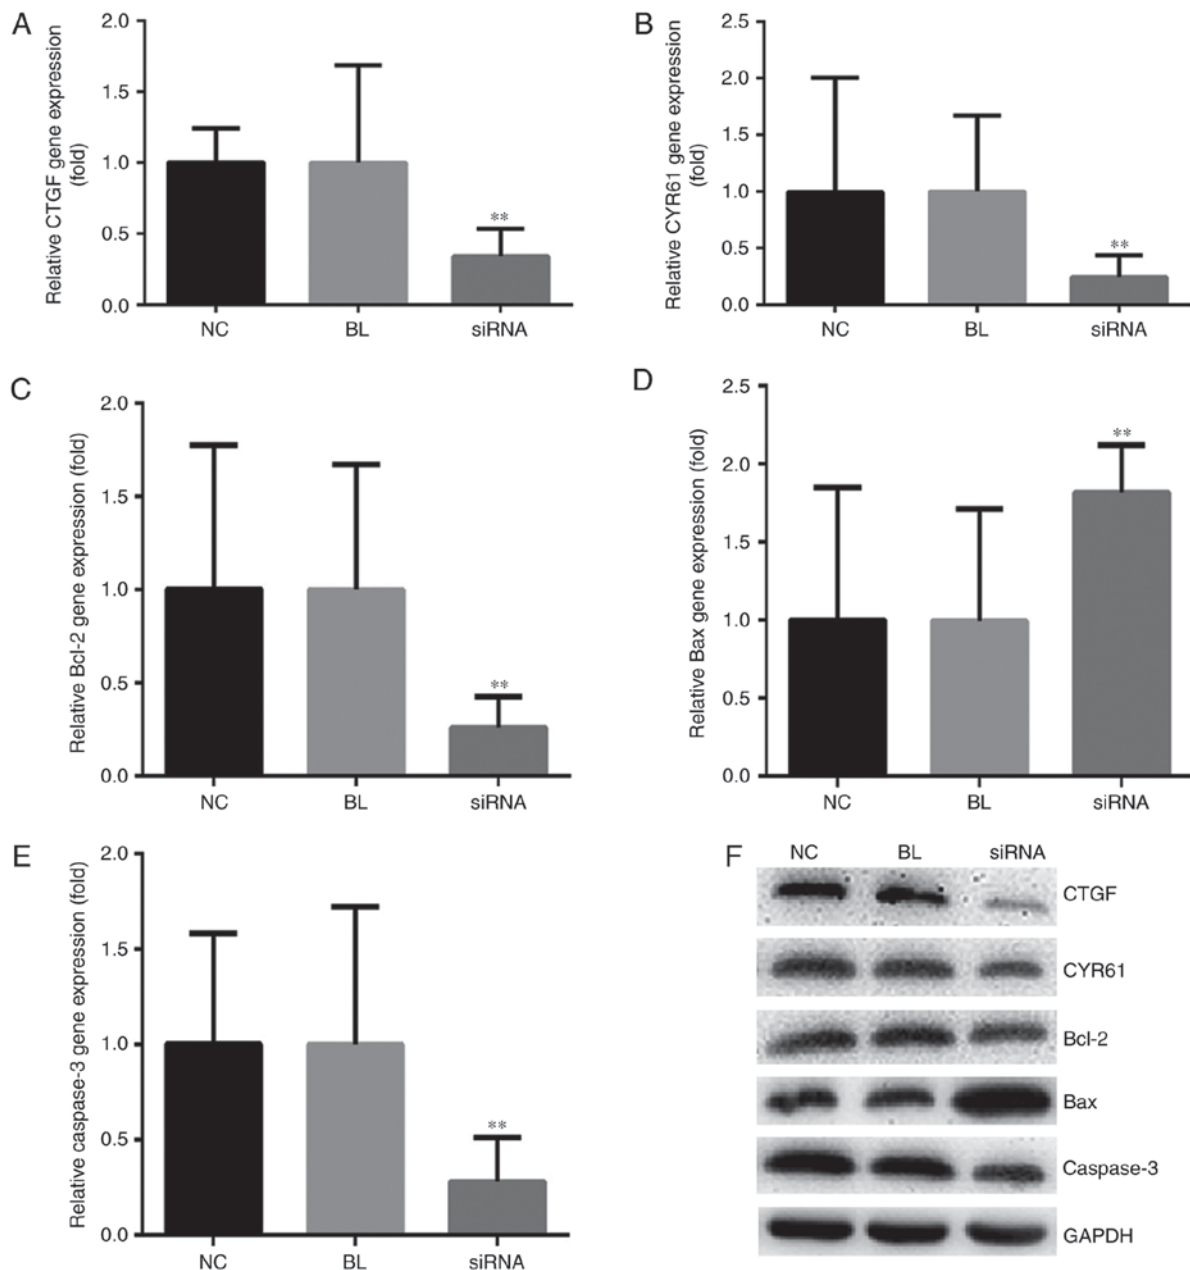 A
Relative CTGF gene expression
(fold)
2.0
1.5
1.0
0.5
0.0
**
NC BL siRNA
B
Relative CYR61 gene expression
(fold)
2.5
2.0
1.5
1.0
0.5
0.0
**
NC BL siRNA
C
Relative Bcl-2 gene expression (fold)
2.0
1.5
1.0
0.5
0.0
**
NC BL siRNA
D
Relative Bax gene expression (fold)
2.5
2.0
1.5
1.0
0.5
0.0
**
NC BL siRNA
E
Relative caspase-3 gene expression (fold)
2.0
1.5
1.0
0.5
0.0
**
NC BL siRNA
F
NC BL siRNA
CTGF
CYR61
Bcl-2
Bax
Caspase-3
GAPDH